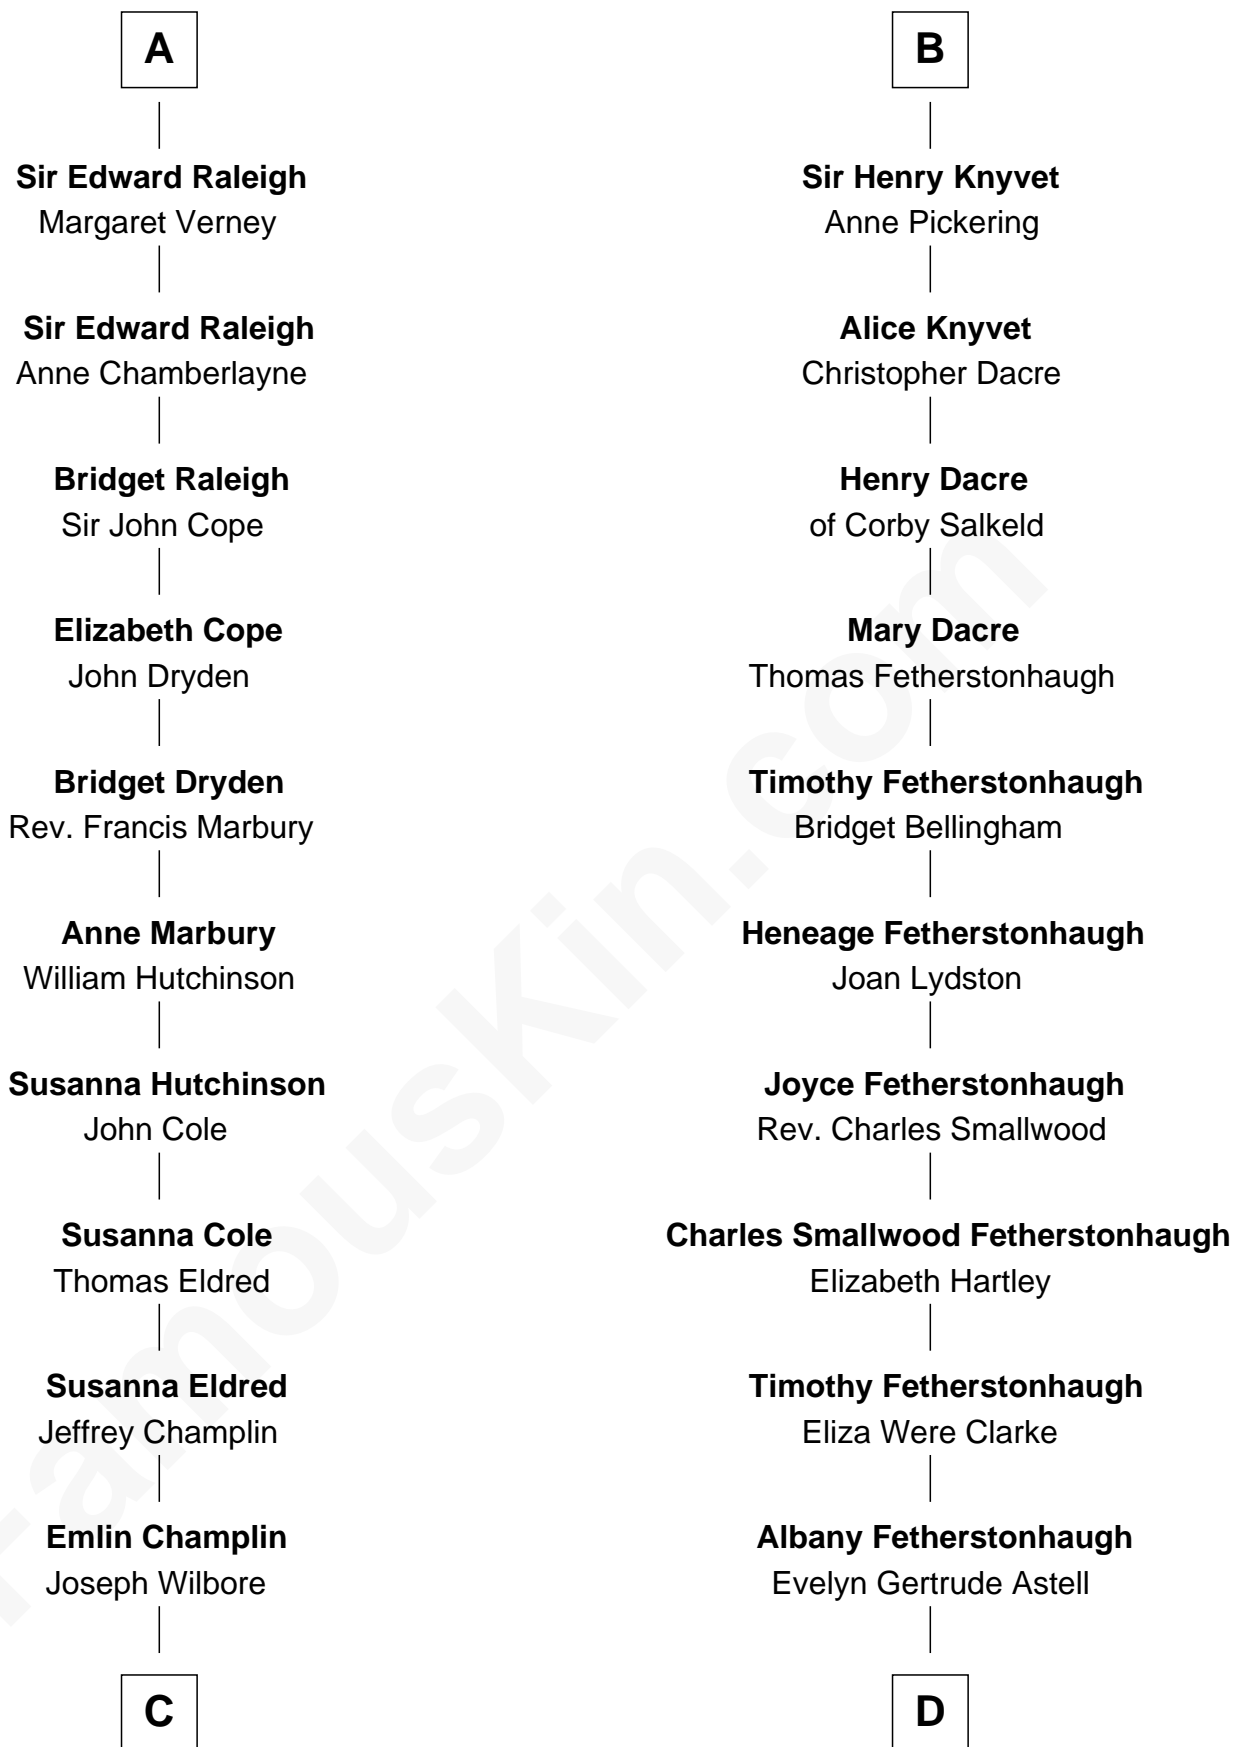 A
Sir Edward Raleigh
Margaret Verney
Sir Edward Raleigh
Anne Chamberlayne
Bridget Raleigh
Sir John Cope
Elizabeth Cope
John Dryden
Bridget Dryden
Rev. Francis Marbury
Anne Marbury
William Hutchinson
Susanna Hutchinson
John Cole
Susanna Cole
Thomas Eldred
Susanna Eldred
Jeffrey Champlin
Emlin Champlin
Joseph Wilbore
C
B
Sir Henry Knyvet
Anne Pickering
Alice Knyvet
Christopher Dacre
Henry Dacre
of Corby Salkeld
Mary Dacre
Thomas Fetherstonhaugh
Timothy Fetherstonhaugh
Bridget Bellingham
Heneage Fetherstonhaugh
Joan Lydston
Joyce Fetherstonhaugh
Rev. Charles Smallwood
Charles Smallwood Fetherstonhaugh
Elizabeth Hartley
Timothy Fetherstonhaugh
Eliza Were Clarke
Albany Fetherstonhaugh
Evelyn Gertrude Astell
D
FamousKin.com